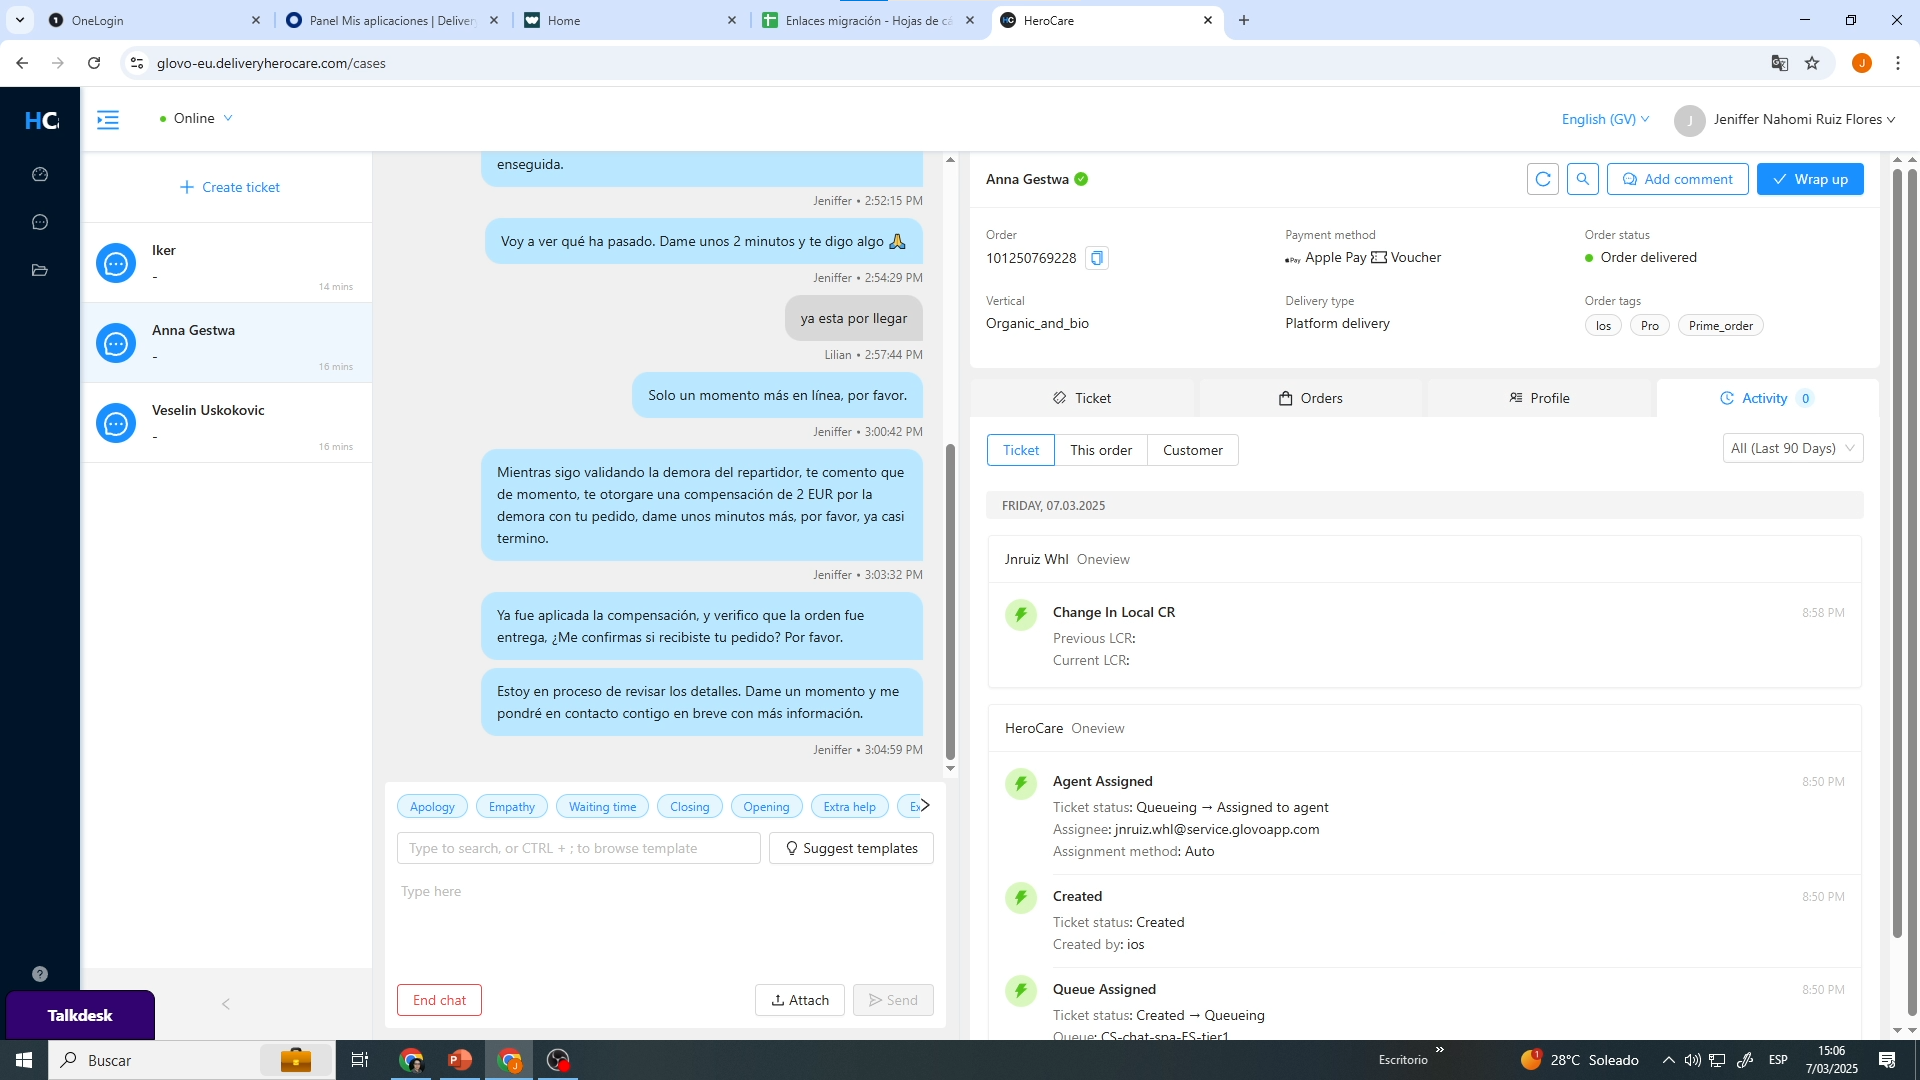 OneLogin
Panel Mis aplicaciones | Deliver
Home
Enlaces migración - Hojas de cá
HeroCare
glovo-eu.deliveryherocare.com/cases
J
HC
Online
English (GV)
J
Jeniffer Nahomi Ruiz Flores
Create ticket
Iker
-
14 mins
Anna Gestwa
-
16 mins
Veselin Uskokovic
-
16 mins
enseguida.
Jeniffer • 2:52:15 PM
Voy a ver qué ha pasado. Dame unos 2 minutos y te digo algo 🙏
Jeniffer • 2:54:29 PM
ya esta por llegar
Lilian • 2:57:44 PM
Solo un momento más en línea, por favor.
Jeniffer • 3:00:42 PM
Mientras sigo validando la demora del repartidor, te comento que
de momento, te otorgare una compensación de 2 EUR por la
demora con tu pedido, dame unos minutos más, por favor, ya casi
termino.
Jeniffer • 3:03:32 PM
Ya fue aplicada la compensación, y verifico que la orden fue
entrega, ¿Me confirmas si recibiste tu pedido? Por favor.
Estoy en proceso de revisar los detalles. Dame un momento y me
pondré en contacto contigo en breve con más información.
Jeniffer • 3:04:59 PM
Apology
Empathy
Waiting time
Closing
Opening
Extra help
Ex
Type to search, or CTRL + ; to browse template
Suggest templates
Type here
End chat
Attach
Send
Anna Gestwa
Add comment
Wrap up
Order
101250769228
Payment method
Apple Pay Voucher
Order status
Order delivered
Vertical
Organic_and_bio
Delivery type
Platform delivery
Order tags
Ios
Pro
Prime_order
Ticket
Orders
Profile
Activity 0
Ticket
This order
Customer
All (Last 90 Days)
FRIDAY, 07.03.2025
Jnruiz Whl Oneview
Change In Local CR
8:58 PM
Previous LCR:
Current LCR:
HeroCare Oneview
Agent Assigned
8:50 PM
Ticket status: Queueing → Assigned to agent
Assignee: jnruiz.whl@service.glovoapp.com
Assignment method: Auto
Created
8:50 PM
Ticket status: Created
Created by: ios
Queue Assigned
8:50 PM
Ticket status: Created → Queueing
Queue: CS-chat-spa-ES-tier1
Talkdesk
Buscar
Escritorio
28°C Soleado
ESP
15:06
7/03/2025